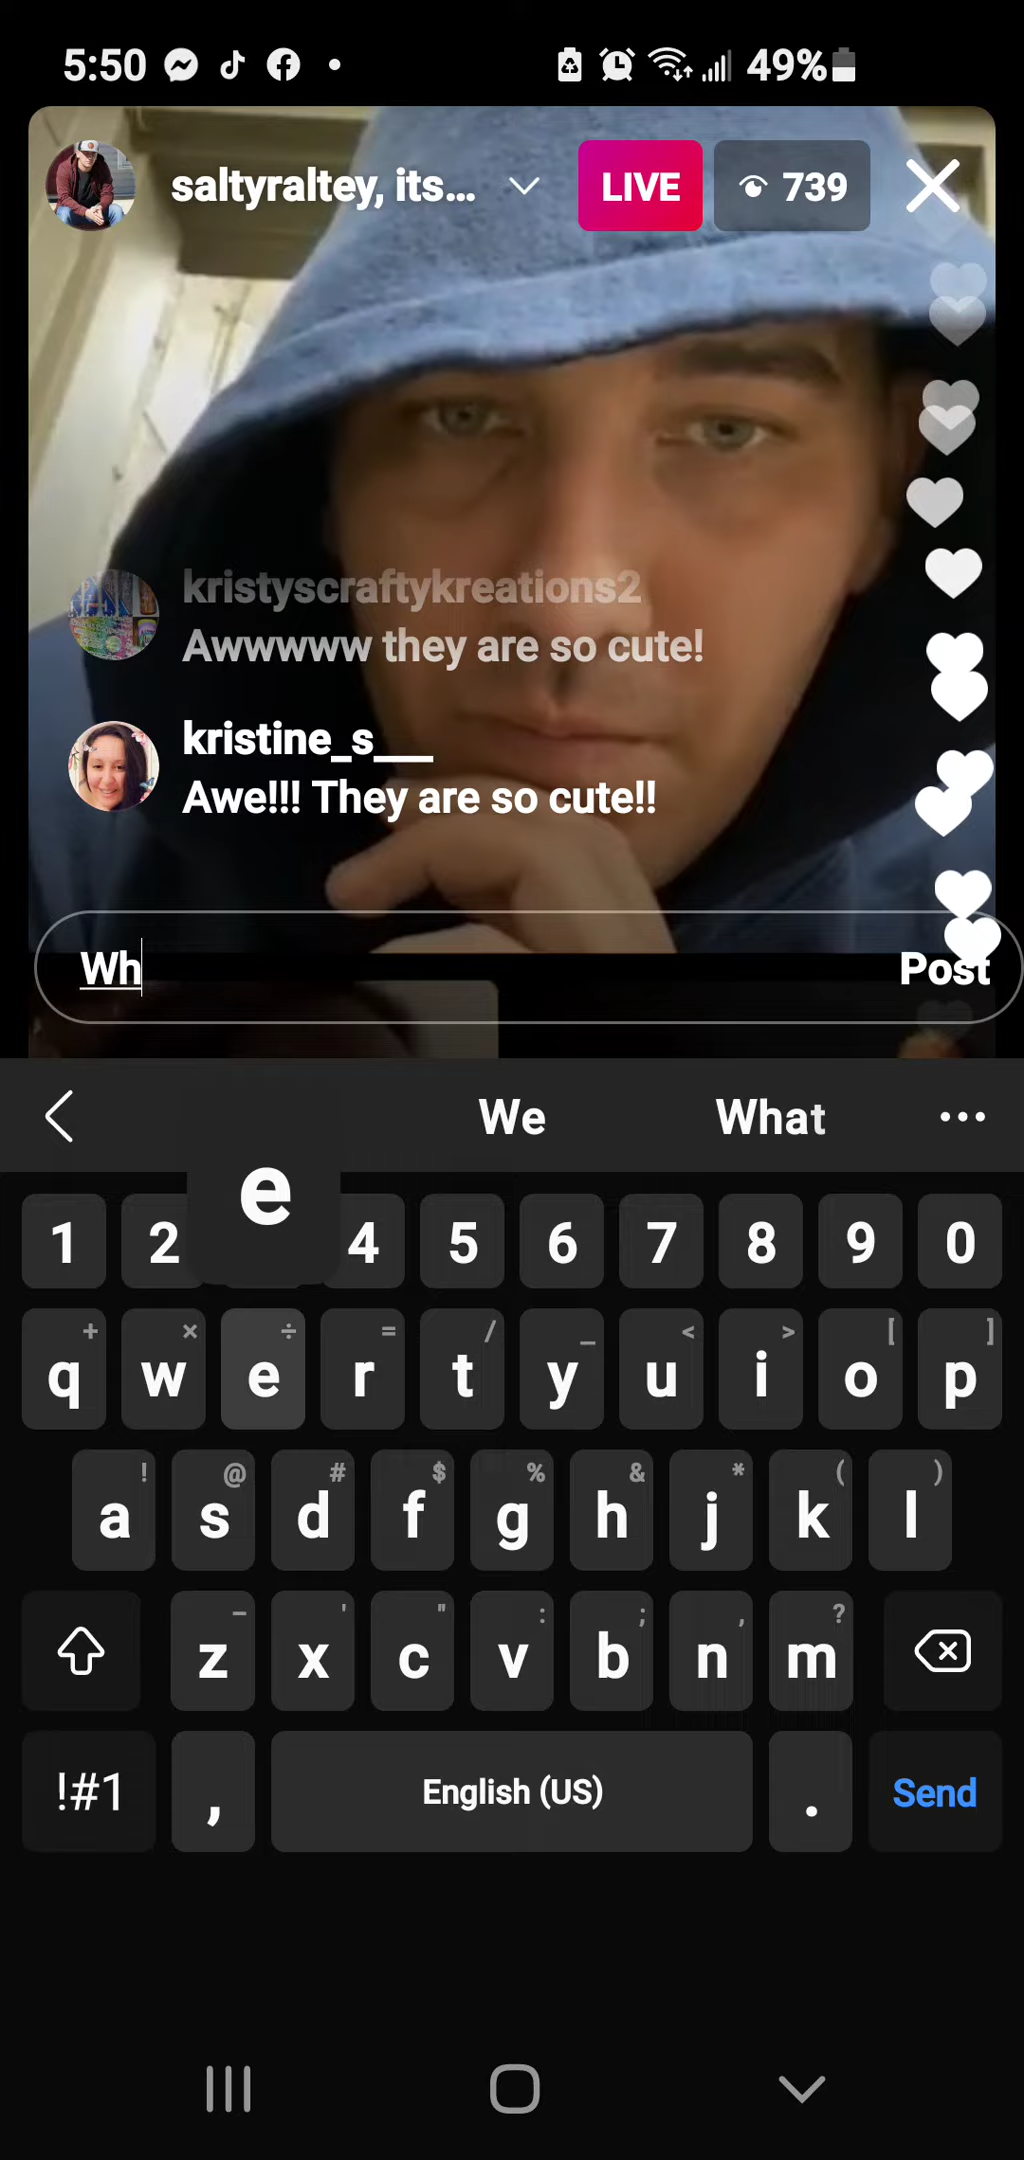 5:50 49%
saltyraltey, its... LIVE 739
kristyscraftykreations2
Awwwww they are so cute!
kristine_s___
Awe!!! They are so cute!!
Wh Post
We What ...
e
1 2 4 5 6 7 8 9 0
+ × ÷ = / _ < > [ ]
q w e r t y u i o p
! @ # $ % & * ( )
a s d f g h j k l
- ' " : ; , ?
z x c v b n m
!#1 , English (US) . Send